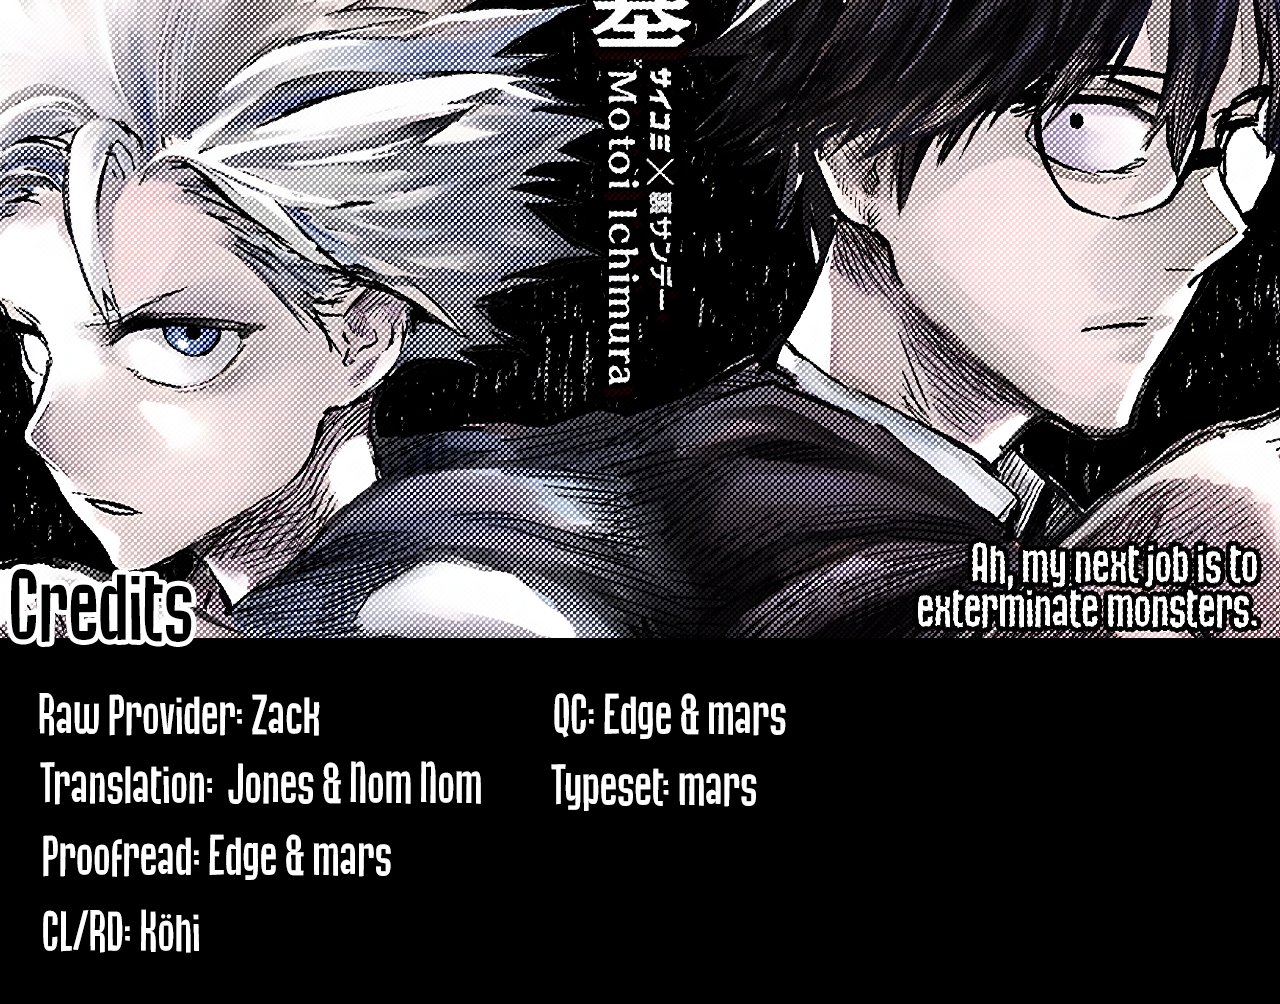 サイコミ×裏サンデー
Motoi Ichimura
Ah, my next job is to
exterminate monsters.
Credits
Raw Provider: Zack
Translation: Jones & Nom Nom
Proofread: Edge & mars
CL/RD: Köhi
QC: Edge & mars
Typeset: mars